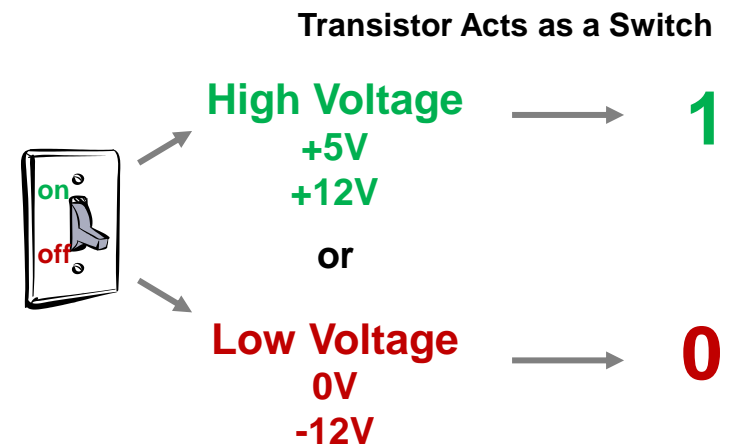 Transistor Acts as a Switch
High Voltage
+5V
+12V
1
on
off
or
Low Voltage
0V
-12V
0